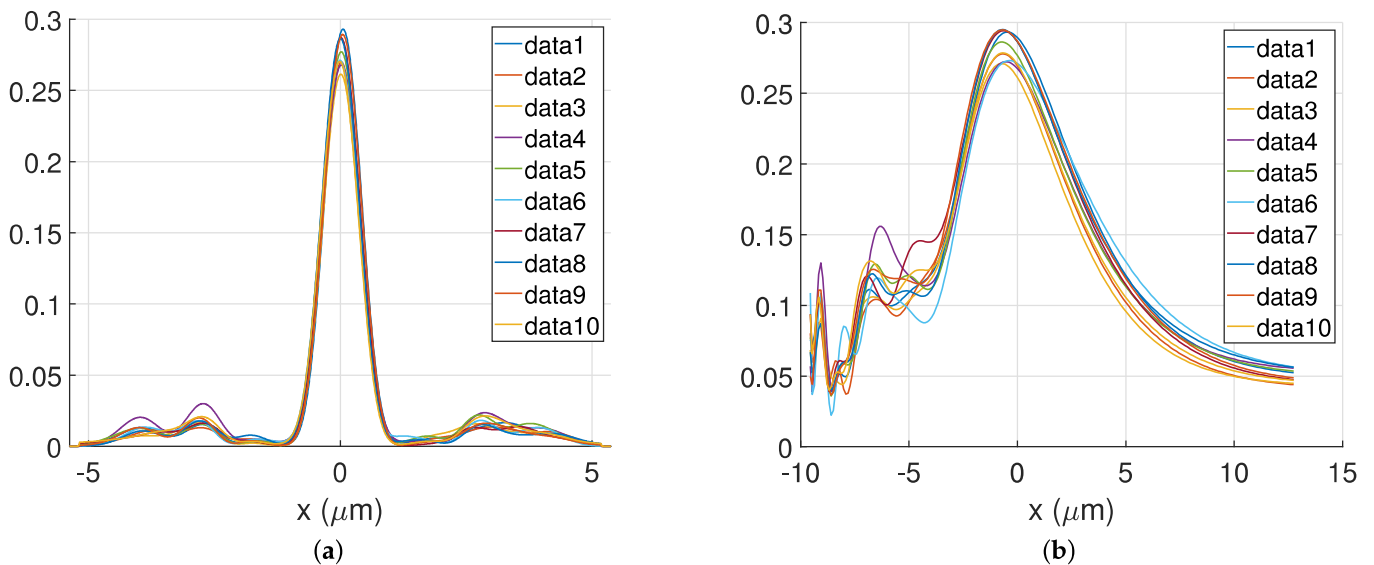 0.3
0.25
0.2
0.15
0.1
0.05
0
-5
0
5
x (μm)
data1
data2
data3
data4
data5
data6
data7
data8
data9
data10
(a)
0.3
0.25
0.2
0.15
0.1
0.05
0
-10
-5
0
5
10
15
x (μm)
data1
data2
data3
data4
data5
data6
data7
data8
data9
data10
(b)